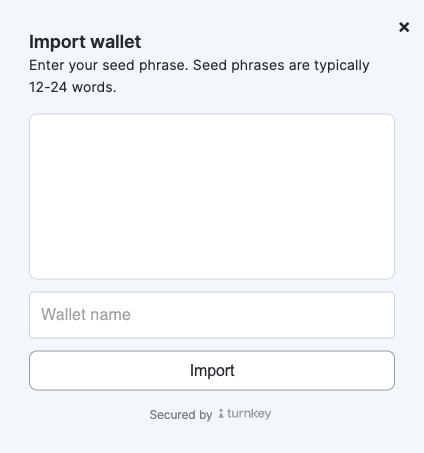 ×
Import wallet
Enter your seed phrase. Seed phrases are typically
12-24 words.
Wallet name
Import
Secured by turnkey